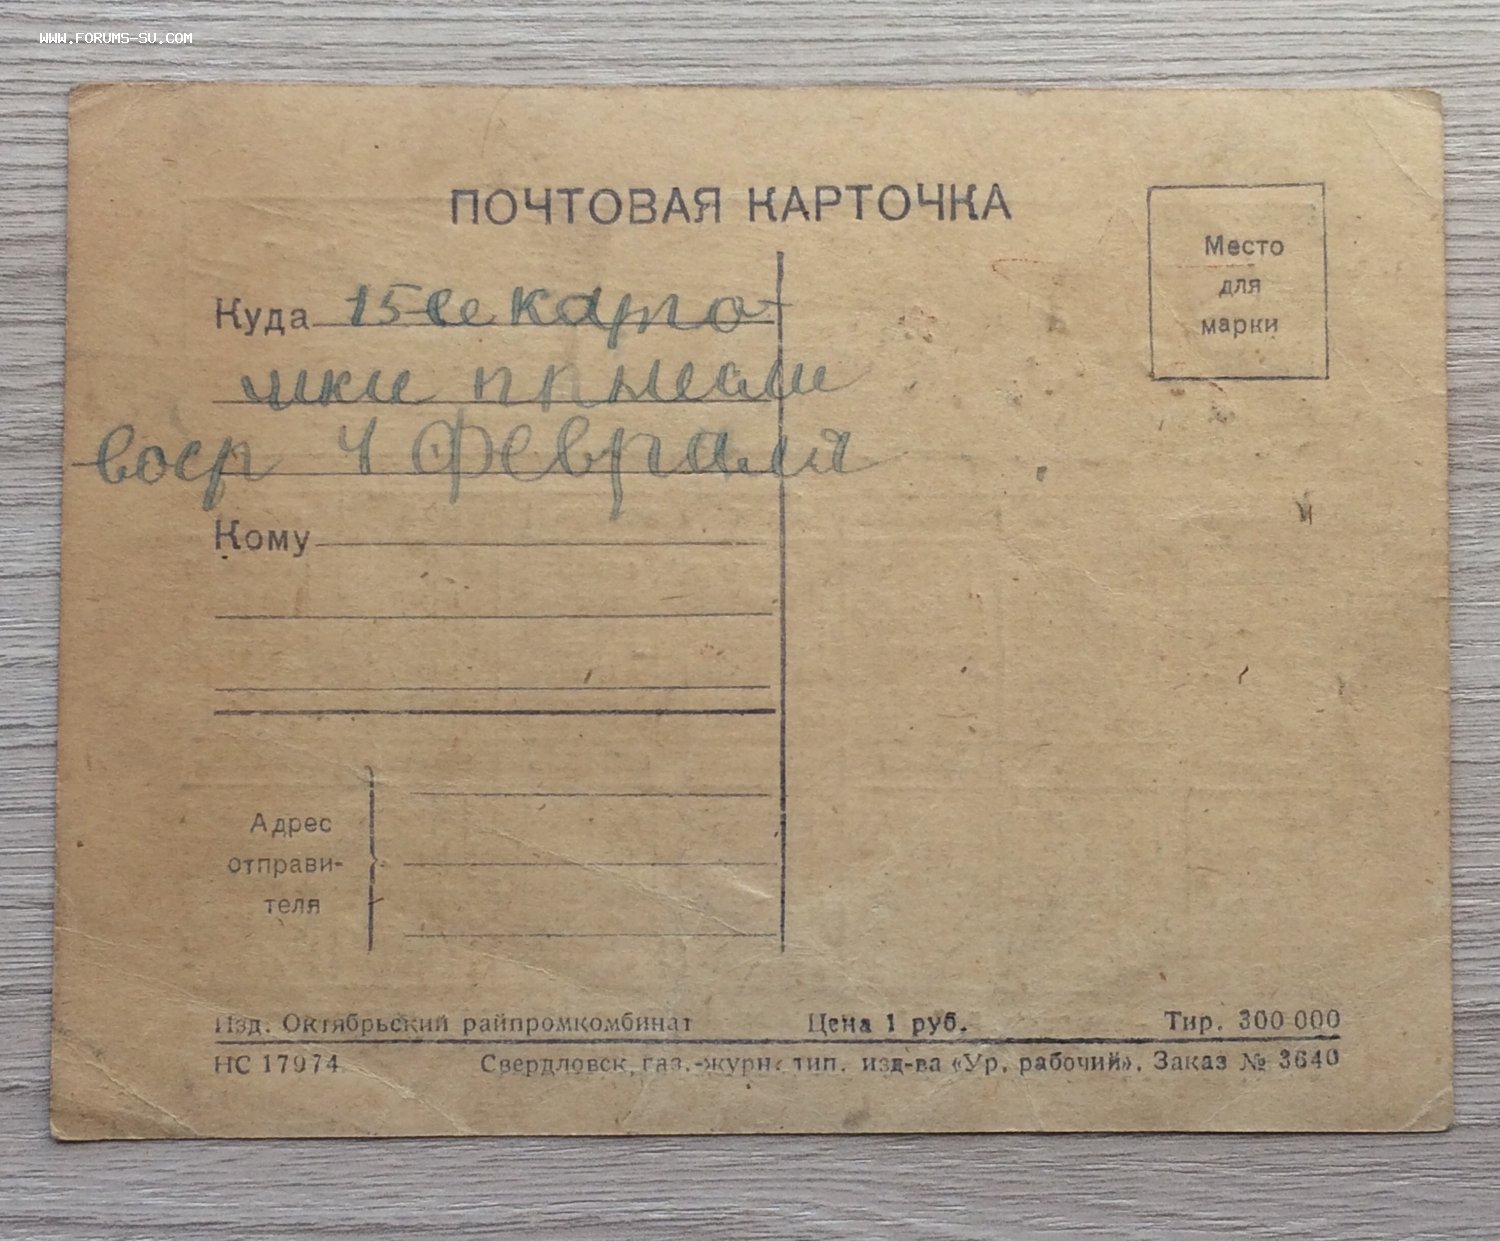 WWW.FORUMS-SU.COM
ПОЧТОВАЯ КАРТОЧКА
Место
для
марки
Куда 15
воср 4 Февраля
Кому
Адрес
отправи-
теля
Изд. Октябрьский райпромкомбинат Цена 1 руб. Тир. 300 000
НС 17974 Свердловск, газ.-журн. тип. изд-ва «Ур. рабочий». Заказ № 3640